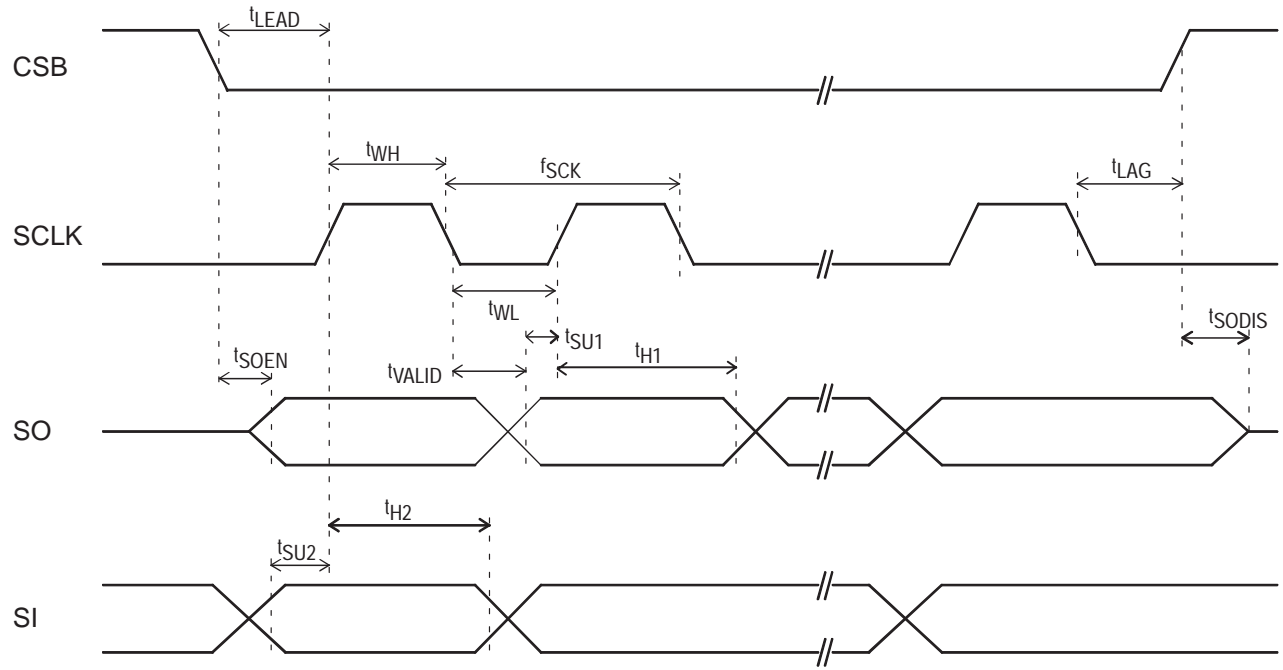 tLEAD
CSB
tWH
fSCK
tLAG
SCLK
tWL
tSU1
tSODIS
tSOEN
tVALID
tH1
SO
tH2
tSU2
SI